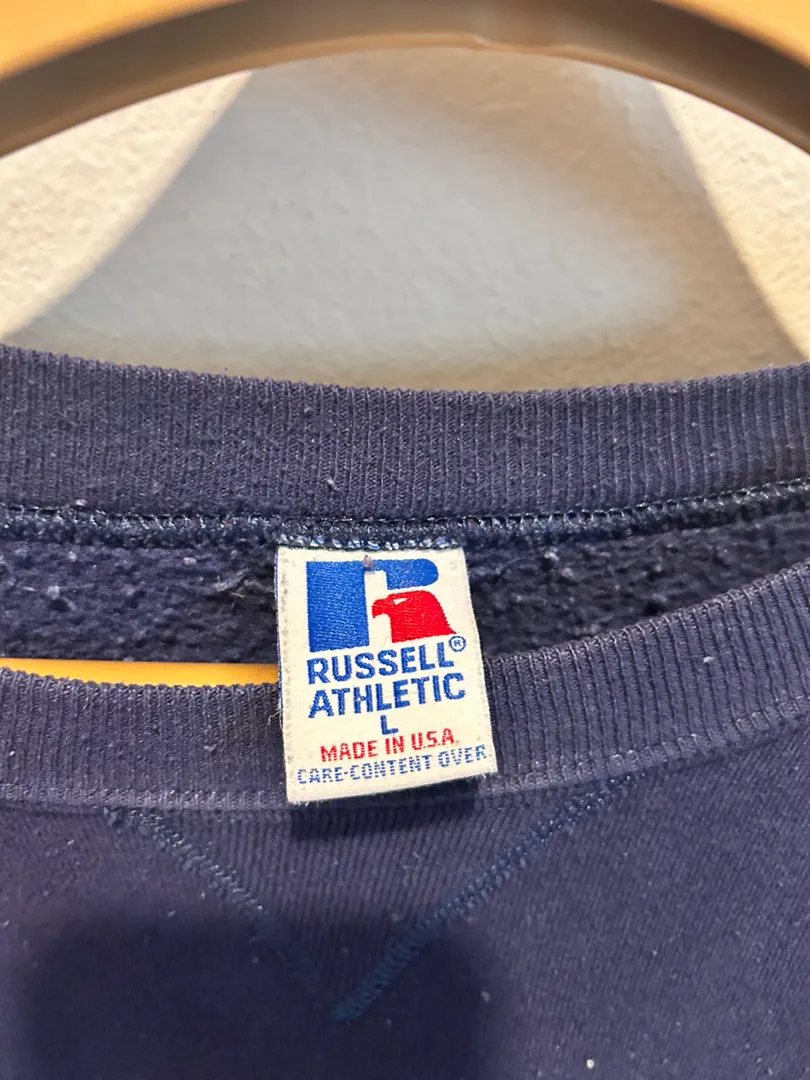 RUSSELL®
ATHLETIC
L
MADE IN U.S.A.
CARE-CONTENT OVER